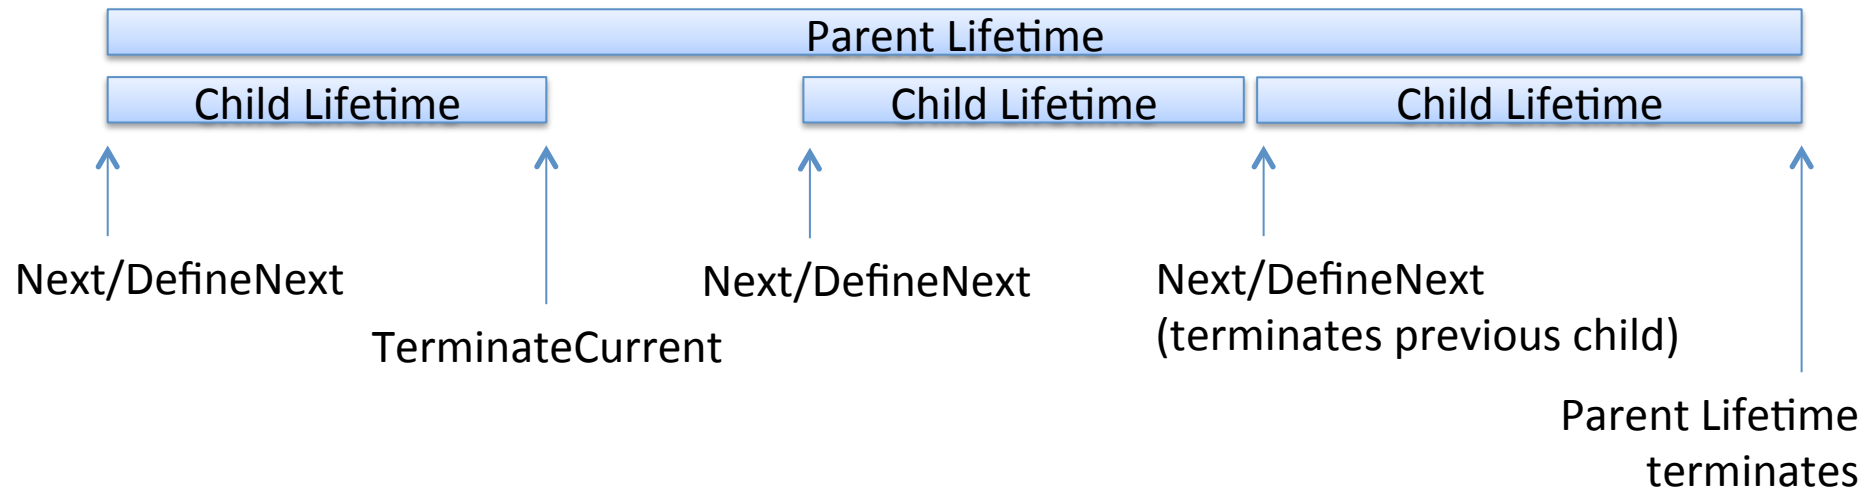 Parent Lifetime
Child Lifetime
Child Lifetime
Child Lifetime
Next/DefineNext
TerminateCurrent
Next/DefineNext
Next/DefineNext
(terminates previous child)
Parent Lifetime
terminates